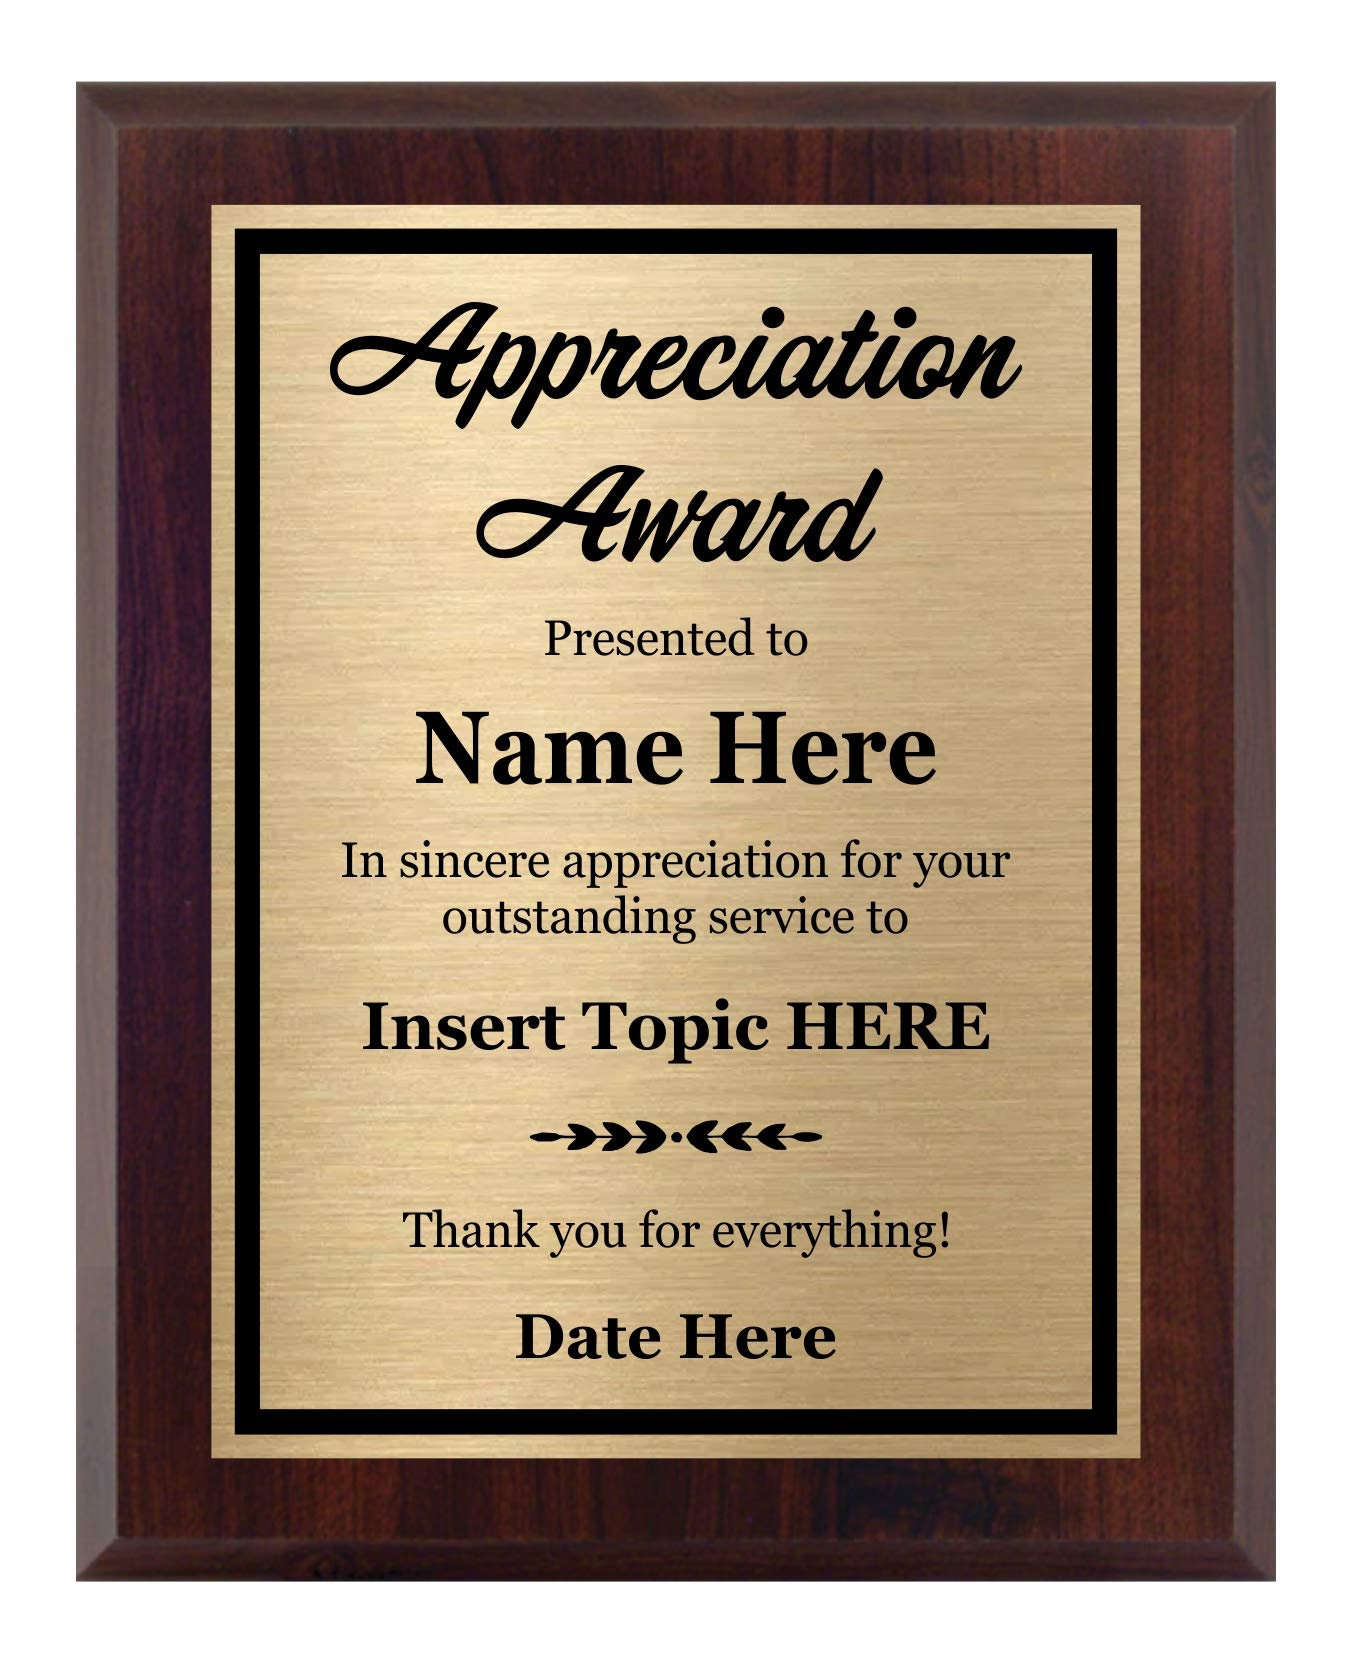 Appreciation
Award
Presented to
Name Here
In sincere appreciation for your
outstanding service to
Insert Topic HERE
Thank you for everything!
Date Here